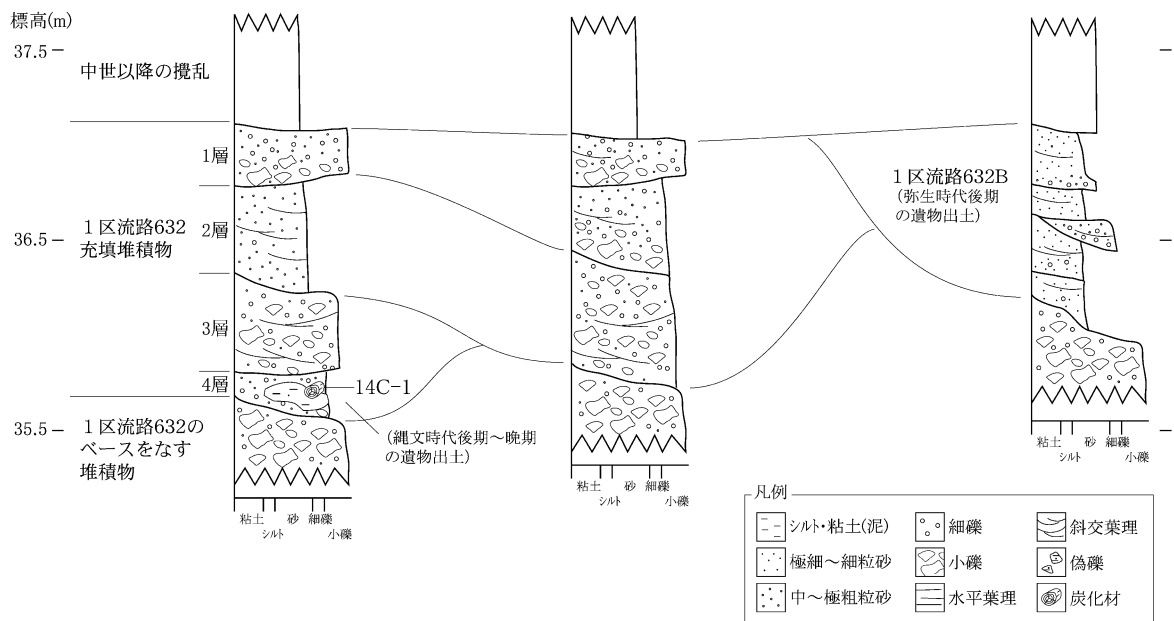 標高(m)
37.5
中世以降の攪乱
1層
1区流路632
充填堆積物
2層
36.5
3層
4層
14C-1
(縄文時代後期～晩期
の遺物出土)
35.5
1区流路632の
ベースをなす
堆積物
1区流路632B
(弥生時代後期
の遺物出土)
粘土 シルト 砂 細礫 小礫
粘土 シルト 砂 細礫 小礫
粘土 シルト 砂 細礫 小礫
凡例
シルト・粘土(泥) 細礫 斜交葉理
極細～細粒砂 小礫 偽礫
中～極粗粒砂 水平葉理 炭化材